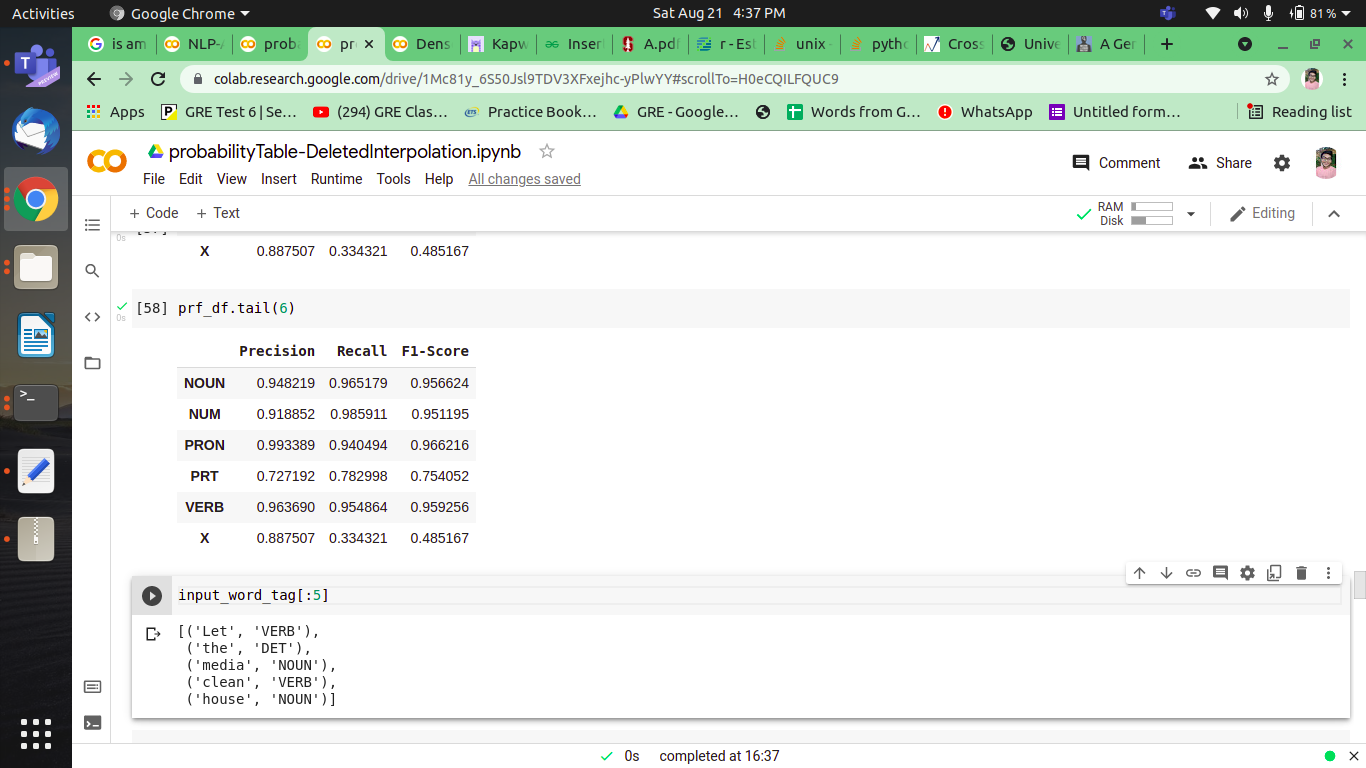 Activities Google Chrome Sat Aug 21 4:37 PM 81%
is am NLP- proba pr Dens Kapw Inser A.pdf r - Est unix pytho Cross Unive A Ger
colab.research.google.com/drive/1Mc81y_6S50Jsl9TDV3XFxejhc-yPlwYY#scrollTo=H0eCQILFQUC9
Apps GRE Test 6 | Se... (294) GRE Clas... Practice Book... GRE - Google... Words from G... WhatsApp Untitled form... Reading list
probabilityTable-DeletedInterpolation.ipynb
Comment Share
File Edit View Insert Runtime Tools Help All changes saved
+ Code + Text RAM Disk Editing
0s
X 0.887507 0.334321 0.485167
[58] prf_df.tail(6)
0s
Precision Recall F1-Score
NOUN 0.948219 0.965179 0.956624
NUM 0.918852 0.985911 0.951195
PRON 0.993389 0.940494 0.966216
PRT 0.727192 0.782998 0.754052
VERB 0.963690 0.954864 0.959256
X 0.887507 0.334321 0.485167
input_word_tag[:5]
[('Let', 'VERB'),
('the', 'DET'),
('media', 'NOUN'),
('clean', 'VERB'),
('house', 'NOUN')]
0s completed at 16:37